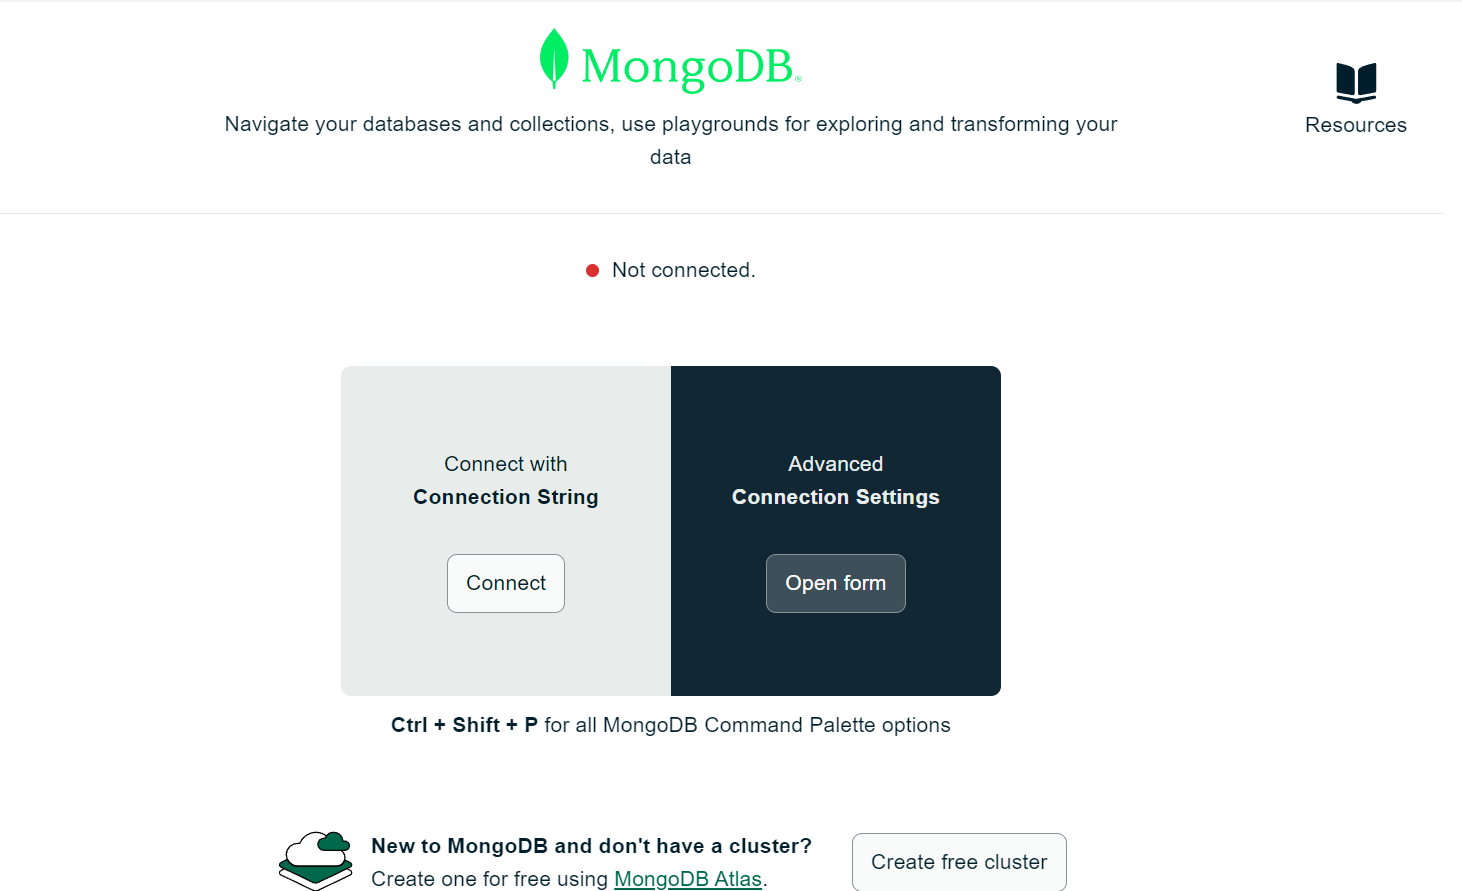 MongoDB®
Navigate your databases and collections, use playgrounds for exploring and transforming your
data
Resources
Not connected.
Connect with
Connection String
Connect
Advanced
Connection Settings
Open form
Ctrl + Shift + P for all MongoDB Command Palette options
New to MongoDB and don't have a cluster?
Create one for free using MongoDB Atlas.
Create free cluster